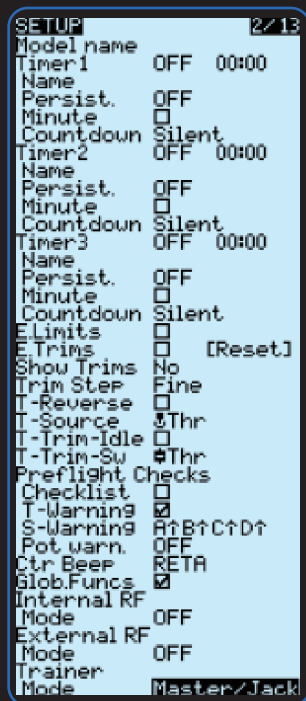 SETUP 2/13
Model name
Timer1 OFF 00:00
Name
Persist. OFF
Minute
Countdown Silent
Timer2 OFF 00:00
Name
Persist. OFF
Minute
Countdown Silent
Timer3 OFF 00:00
Name
Persist. OFF
Minute
Countdown Silent
E.Limits
E.Trims [Reset]
Show Trims No
Trim Step Fine
T-Reverse
T-Source Thr
T-Trim-Idle
T-Trim-Sw Thr
Preflight Checks
Checklist
T-Warning
S-Warning A↑B↑C↑D↑
Pot warn. OFF
Ctr Beep RETA
Glob.Funcs
Internal RF
Mode OFF
External RF
Mode OFF
Trainer
Mode Master/Jack